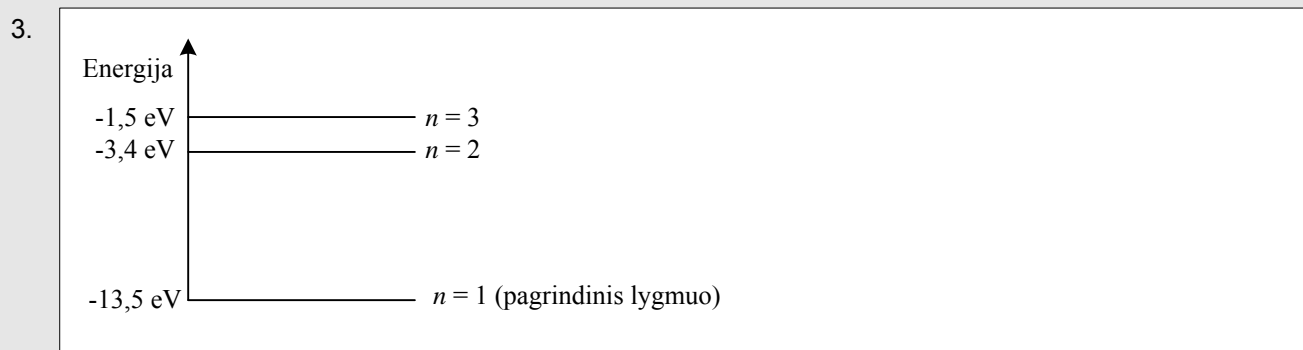 3.
Energija
-1,5 eV n = 3
-3,4 eV n = 2
-13,5 eV n = 1 (pagrindinis lygmuo)